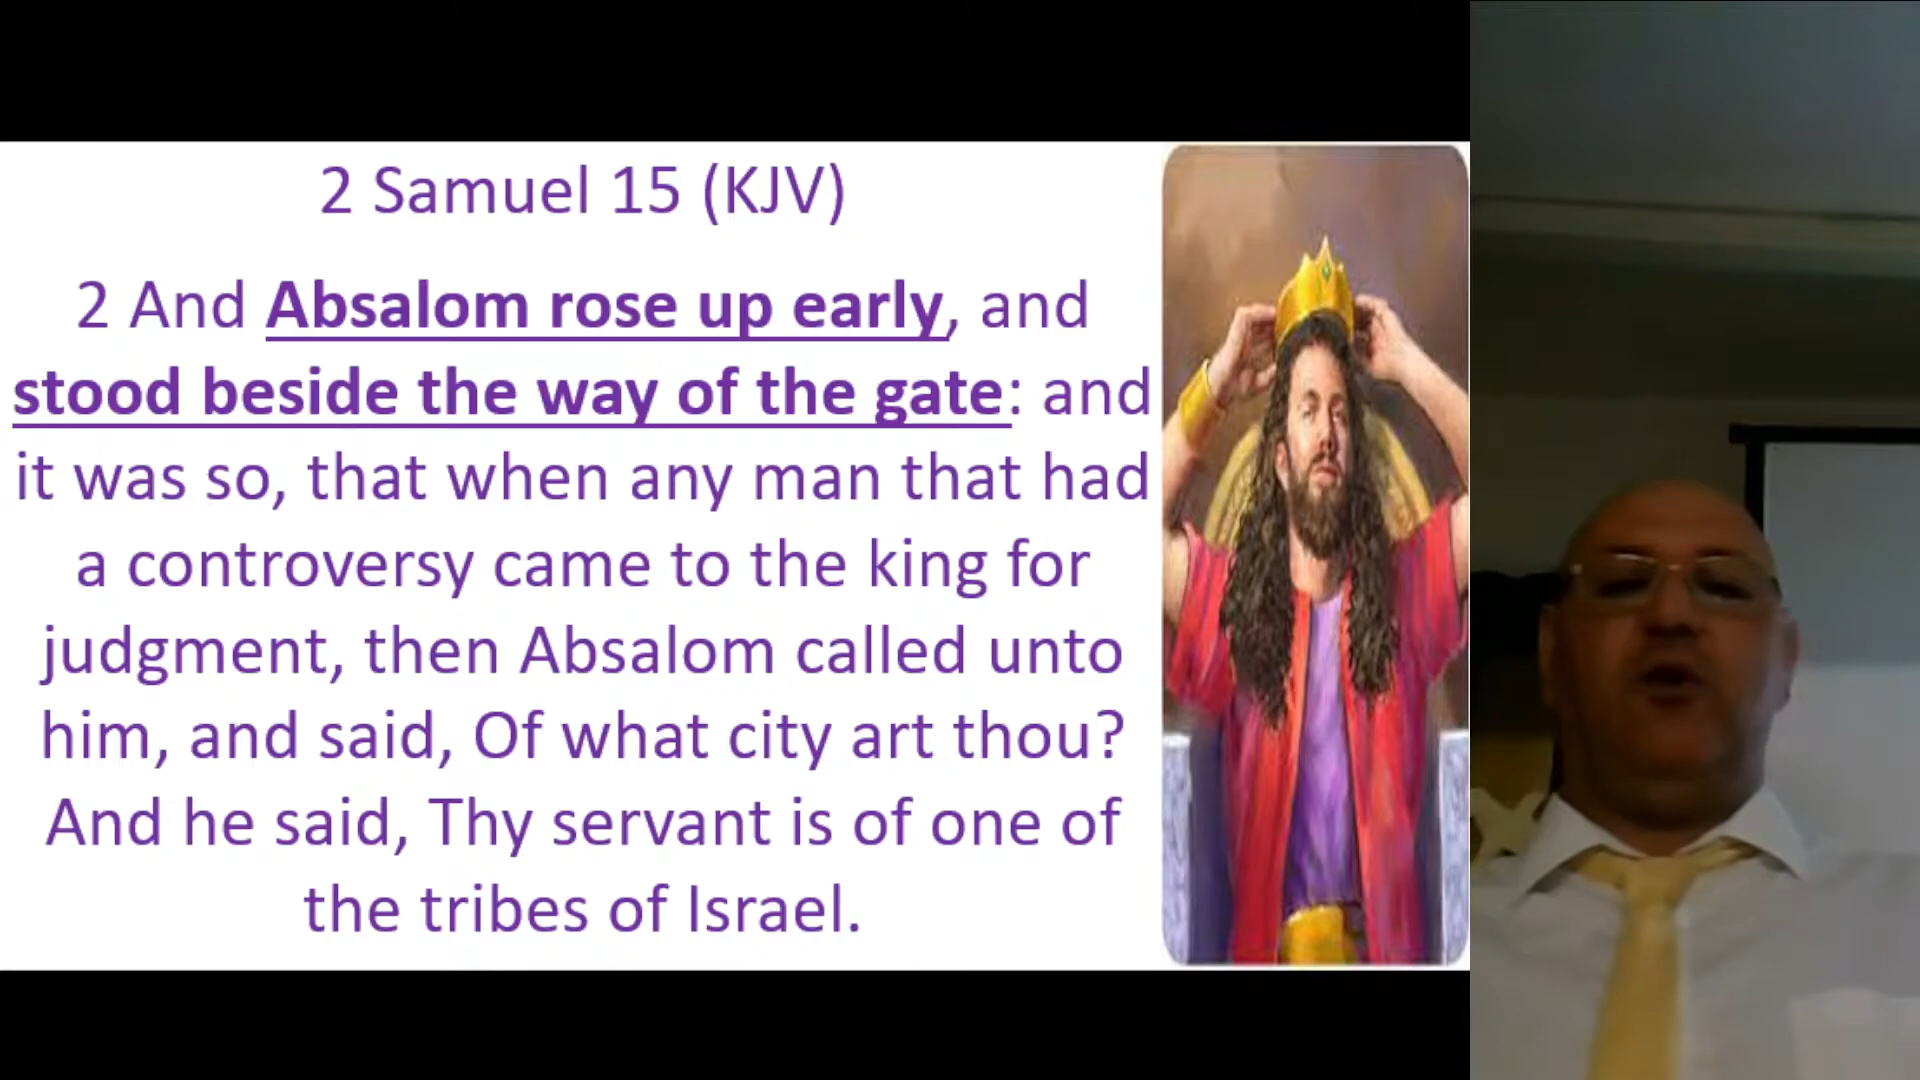 2 Samuel 15 (KJV)
2 And Absalom rose up early, and
stood beside the way of the gate: and
it was so, that when any man that had
a controversy came to the king for
judgment, then Absalom called unto
him, and said, Of what city art thou?
And he said, Thy servant is of one of
the tribes of Israel.